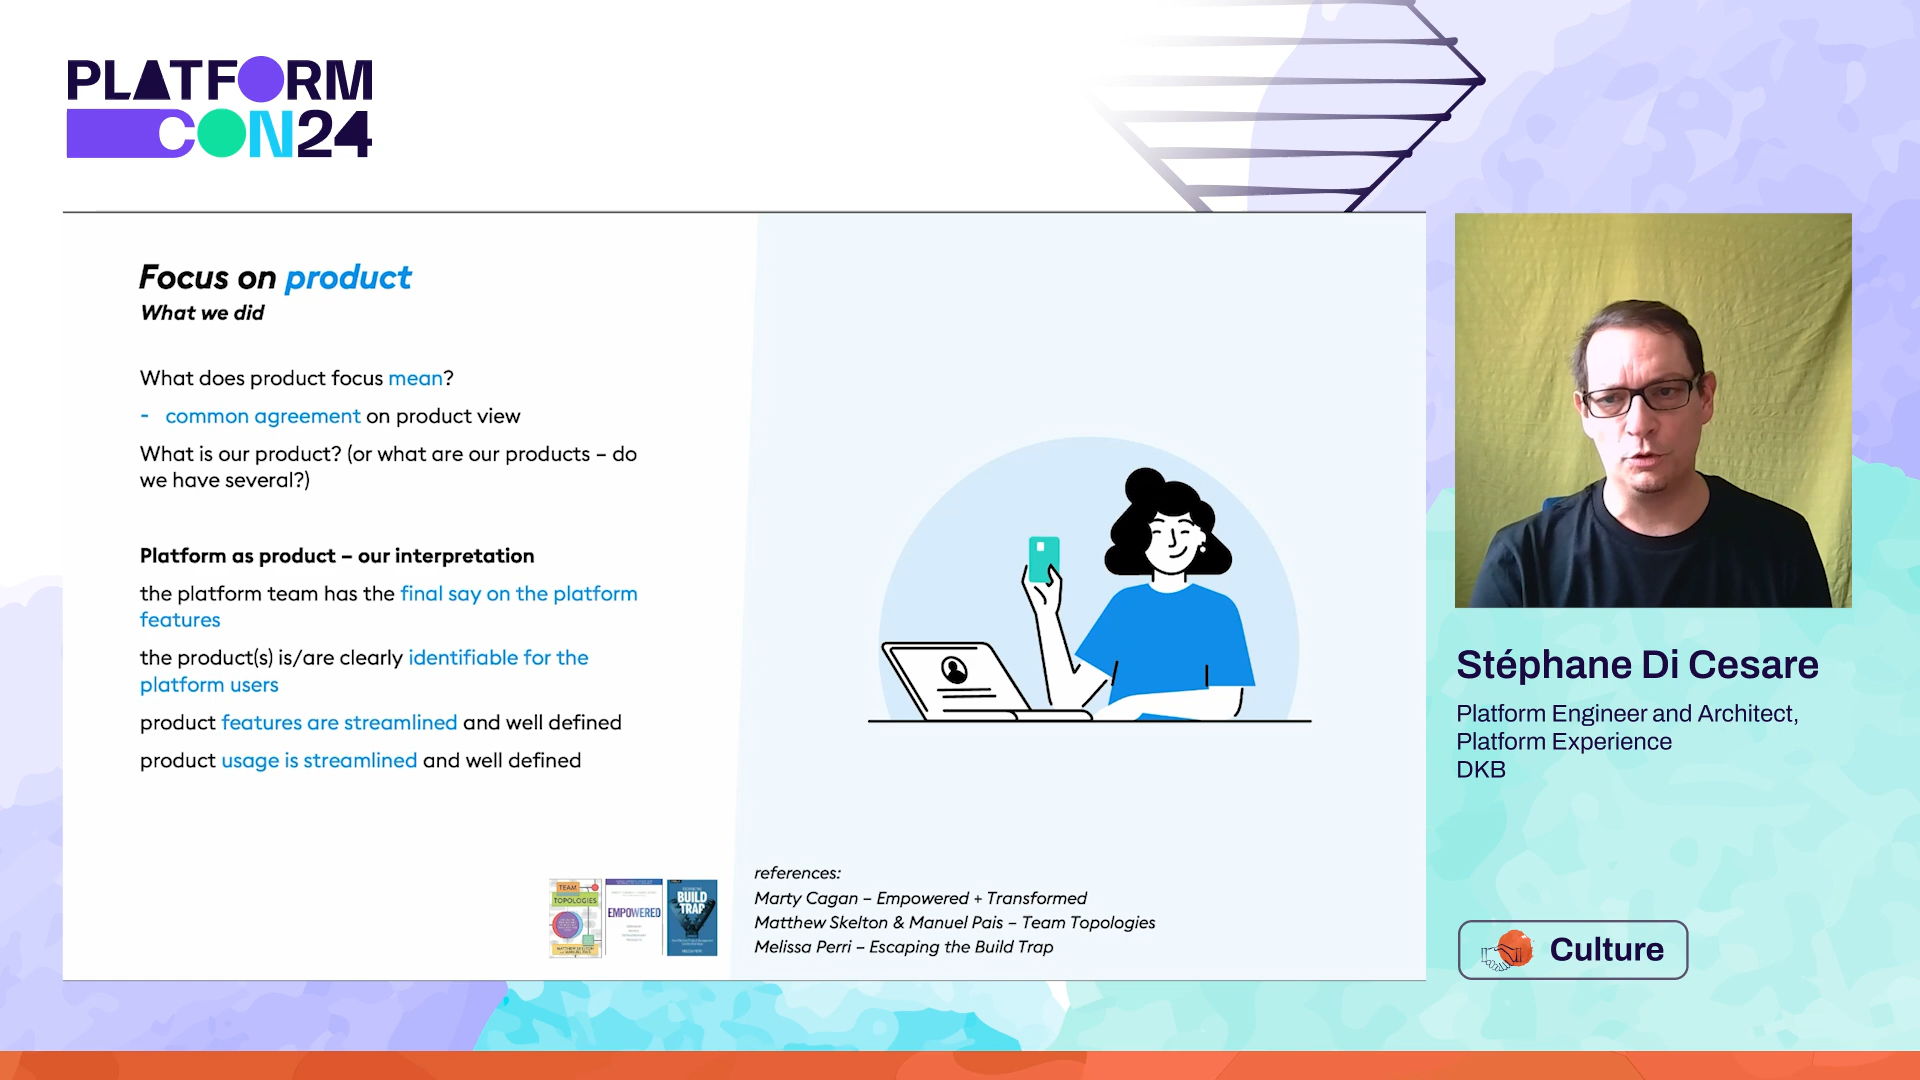 PLATFORM
CON24
Focus on product
What we did
What does product focus mean?
- common agreement on product view
What is our product? (or what are our products – do
we have several?)
Platform as product – our interpretation
the platform team has the final say on the platform
features
the product(s) is/are clearly identifiable for the
platform users
product features are streamlined and well defined
product usage is streamlined and well defined
TEAM
TOPOLOGIES
EMPOWERED
BUILD
TRAP
references:
Marty Cagan – Empowered + Transformed
Matthew Skelton & Manuel Pais – Team Topologies
Melissa Perri – Escaping the Build Trap
Stéphane Di Cesare
Platform Engineer and Architect,
Platform Experience
DKB
Culture